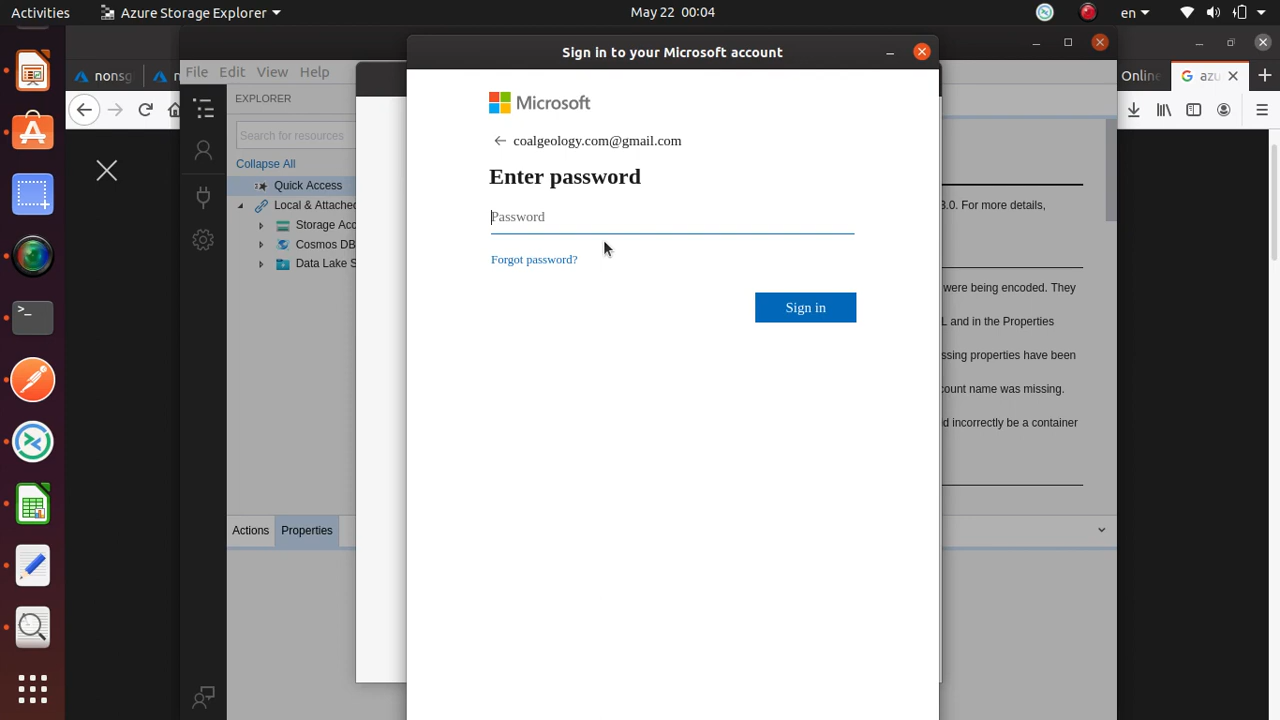 Activities
Azure Storage Explorer
May 22 00:04
en
Sign in to your Microsoft account
nonsg
Online
azu
File Edit View Help
EXPLORER
Search for resources
Collapse All
Quick Access
Local & Attached
Storage Acc
Cosmos DB
Data Lake S
Microsoft
coalgeology.com@gmail.com
Enter password
Password
Forgot password?
Sign in
3.0. For more details,
were being encoded. They
L and in the Properties
ssing properties have been
count name was missing.
d incorrectly be a container
Actions Properties